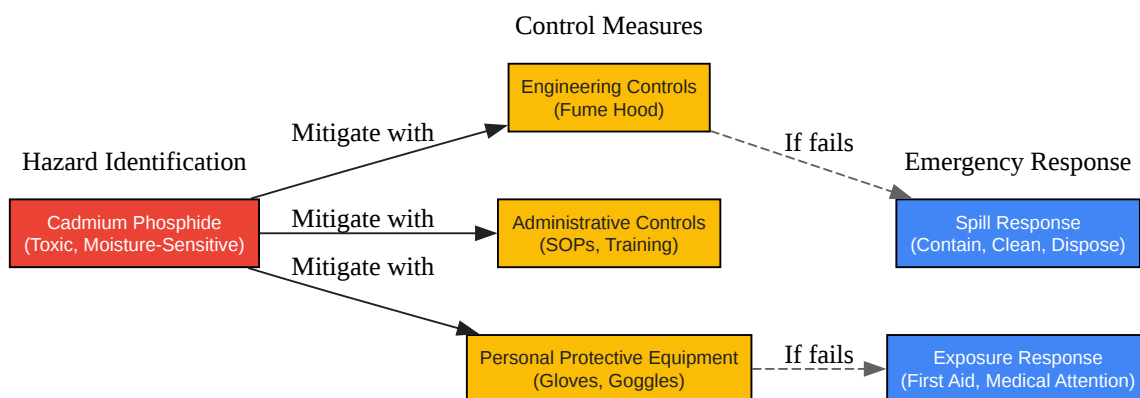 Control Measures
Engineering Controls
(Fume Hood)
Mitigate with
If fails
Hazard Identification
Emergency Response
Cadmium Phosphide
(Toxic, Moisture-Sensitive)
Mitigate with
Administrative Controls
(SOPs, Training)
Spill Response
(Contain, Clean, Dispose)
Mitigate with
Personal Protective Equipment
(Gloves, Goggles)
If fails
Exposure Response
(First Aid, Medical Attention)